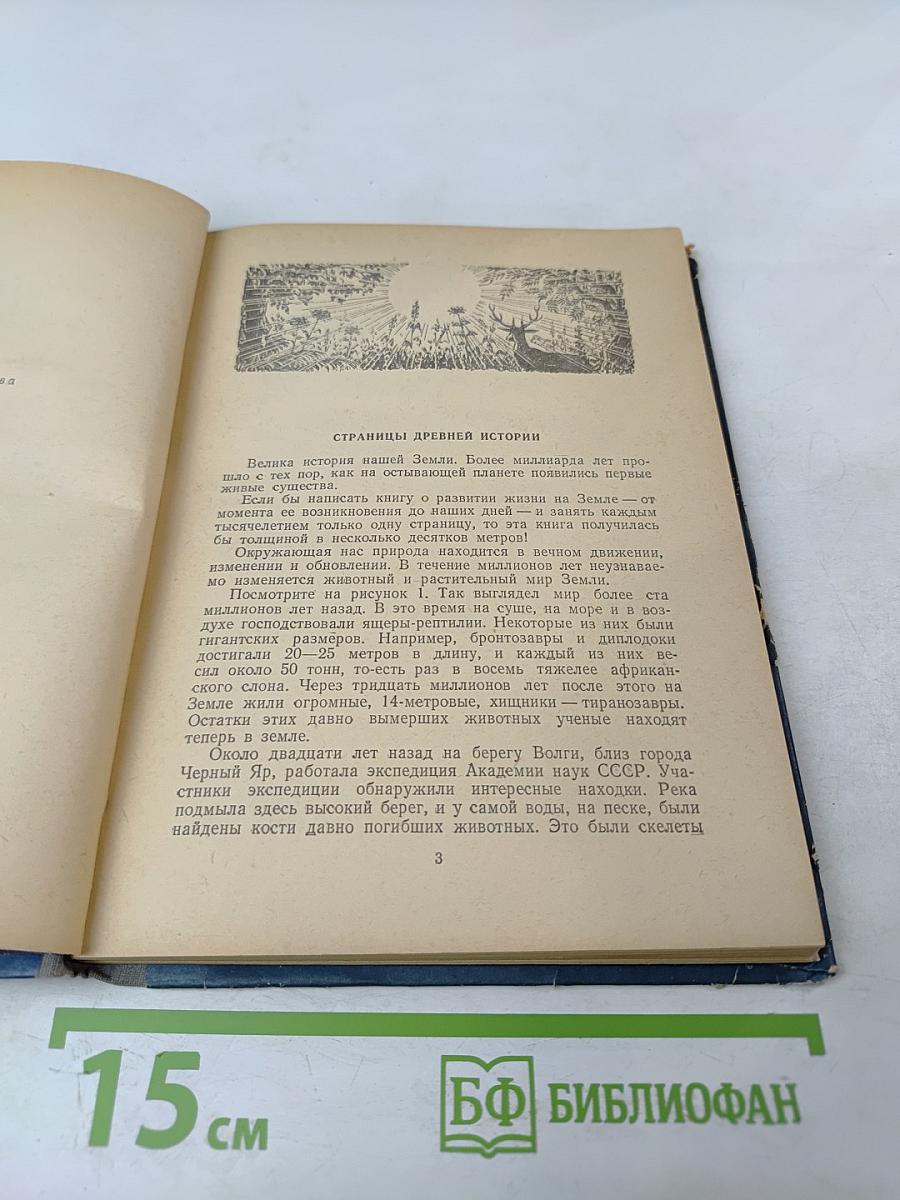 ва
СТРАНИЦЫ ДРЕВНЕЙ ИСТОРИИ
Велика история нашей Земли. Более миллиарда лет про-
шло с тех пор, как на остывающей планете появились первые
живые существа.
Если бы написать книгу о развитии жизни на Земле — от
момента ее возникновения до наших дней — и занять каждым
тысячелетием только одну страницу, то эта книга получилась
бы толщиной в несколько десятков метров!
Окружающая нас природа находится в вечном движении,
изменении и обновлении. В течение миллионов лет неузнавае-
мо изменяется животный и растительный мир Земли.
Посмотрите на рисунок 1. Так выглядел мир более ста
миллионов лет назад. В это время на суше, на море и в воз-
духе господствовали ящеры-рептилии. Некоторые из них были
гигантских размеров. Например, бронтозавры и диплодоки
достигали 20—25 метров в длину, и каждый из них ве-
сил около 50 тонн, то-есть раз в восемь тяжелее африкан-
ского слона. Через тридцать миллионов лет после этого на
Земле жили огромные, 14-метровые, хищники — тиранозавры.
Остатки этих давно вымерших животных ученые находят
теперь в земле.
Около двадцати лет назад на берегу Волги, близ города
Черный Яр, работала экспедиция Академии наук СССР. Уча-
стники экспедиции обнаружили интересные находки. Река
подмыла здесь высокий берег, и у самой воды, на песке, были
найдены кости давно погибших животных. Это были скелеты
3
15 см
БФ БИБЛИОФАН